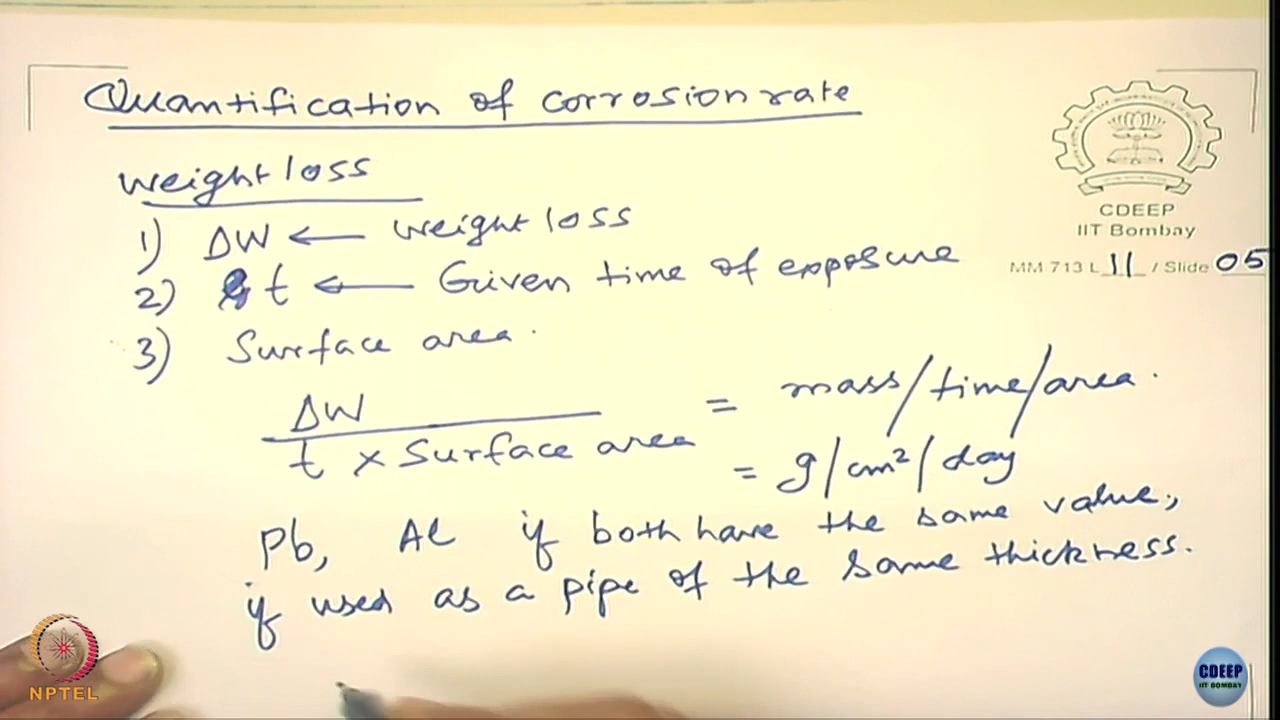 Quantification of corrosion rate
weight loss
1) ΔW ← weight loss
2) t ← Given time of exposure
3) Surface area.
ΔW
t × Surface area
= mass/time/area.
= g/cm²/day
Pb, Al if both have the same value,
if used as a pipe of the same thickness.
CDEEP
IIT Bombay
MM 713 L 11 / Slide 05
NPTEL
CDEEP
IIT BOMBAY